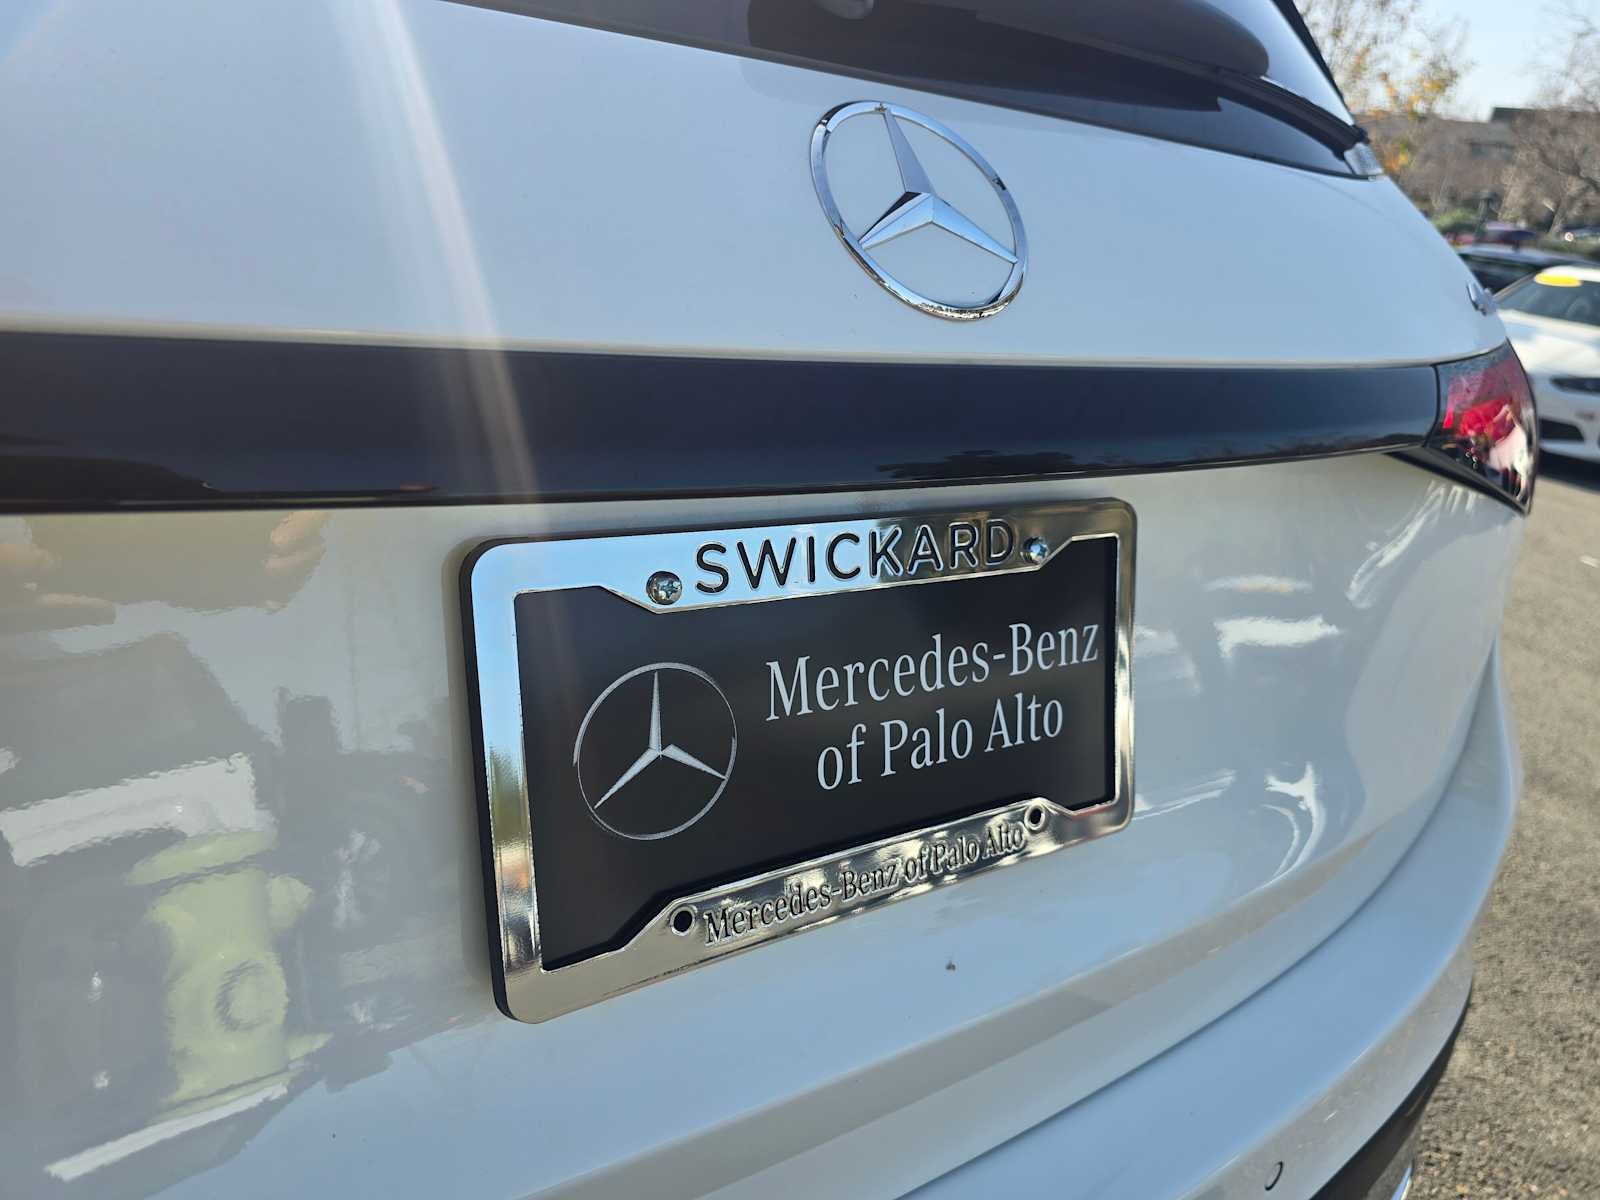 SWICKARD
Mercedes-Benz
of Palo Alto
Mercedes-Benz of Palo Alto